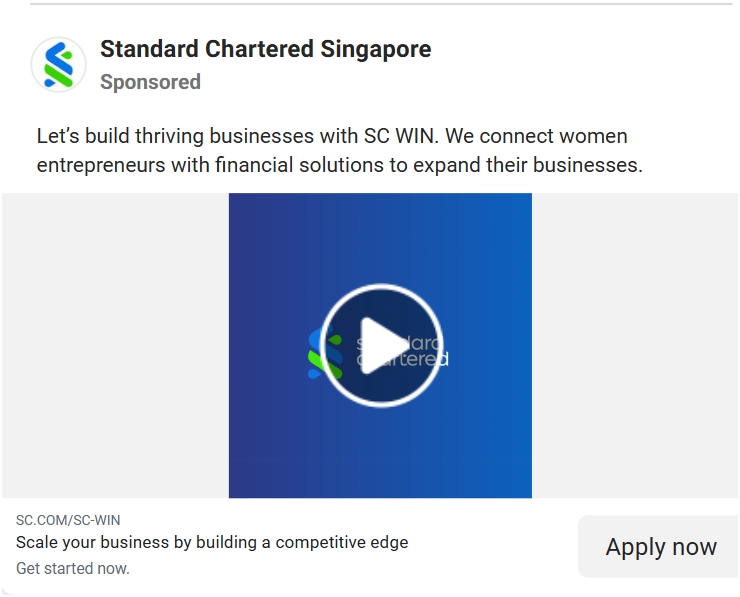 Standard Chartered Singapore
Sponsored
Let’s build thriving businesses with SC WIN. We connect women
entrepreneurs with financial solutions to expand their businesses.
standard
chartered
SC.COM/SC-WIN
Scale your business by building a competitive edge
Get started now.
Apply now